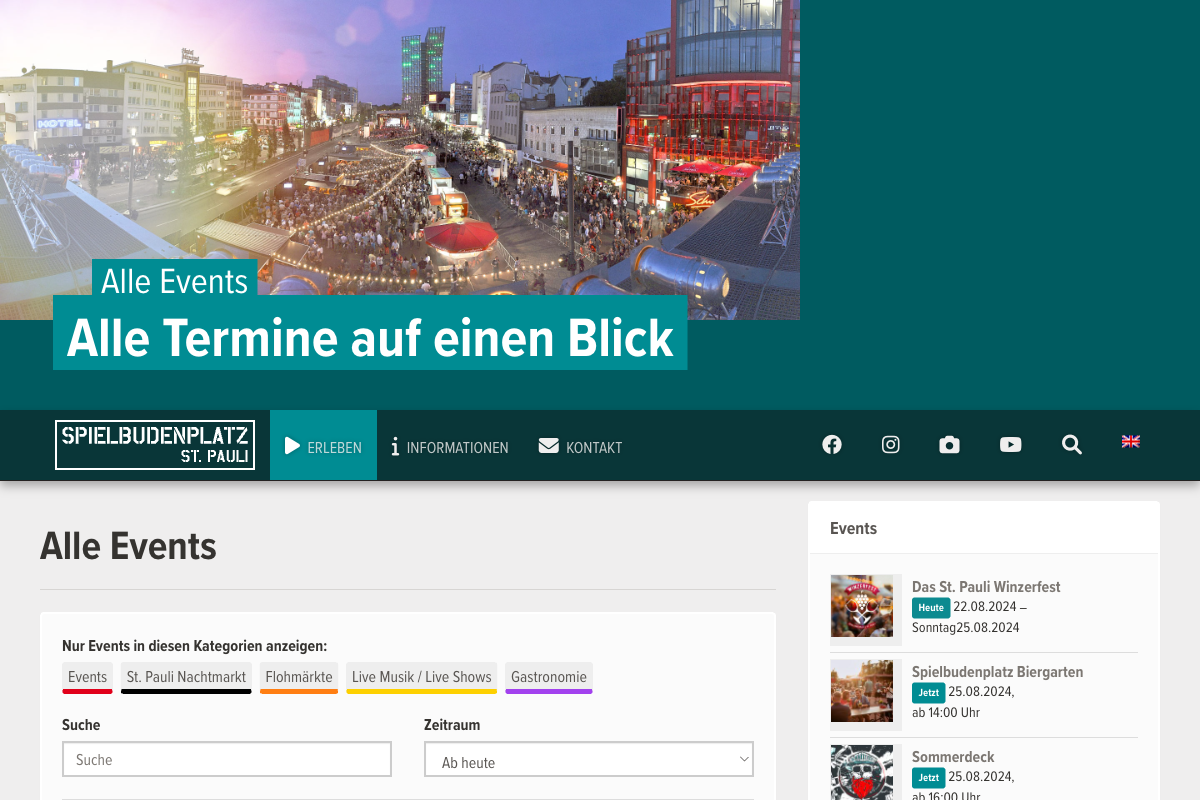 HOTEL
Alle Events
Alle Termine auf einen Blick
SPIELBUDENPLATZ
ST. PAULI
ERLEBEN
INFORMATIONEN
KONTAKT
Alle Events
Nur Events in diesen Kategorien anzeigen:
Events
St. Pauli Nachtmarkt
Flohmärkte
Live Musik / Live Shows
Gastronomie
Suche
Zeitraum
Suche
Ab heute
Events
Das St. Pauli Winzerfest
Heute 22.08.2024 –
Sonntag25.08.2024
Spielbudenplatz Biergarten
Jetzt 25.08.2024,
ab 14:00 Uhr
Sommerdeck
Jetzt 25.08.2024,
ab 16:00 Uhr